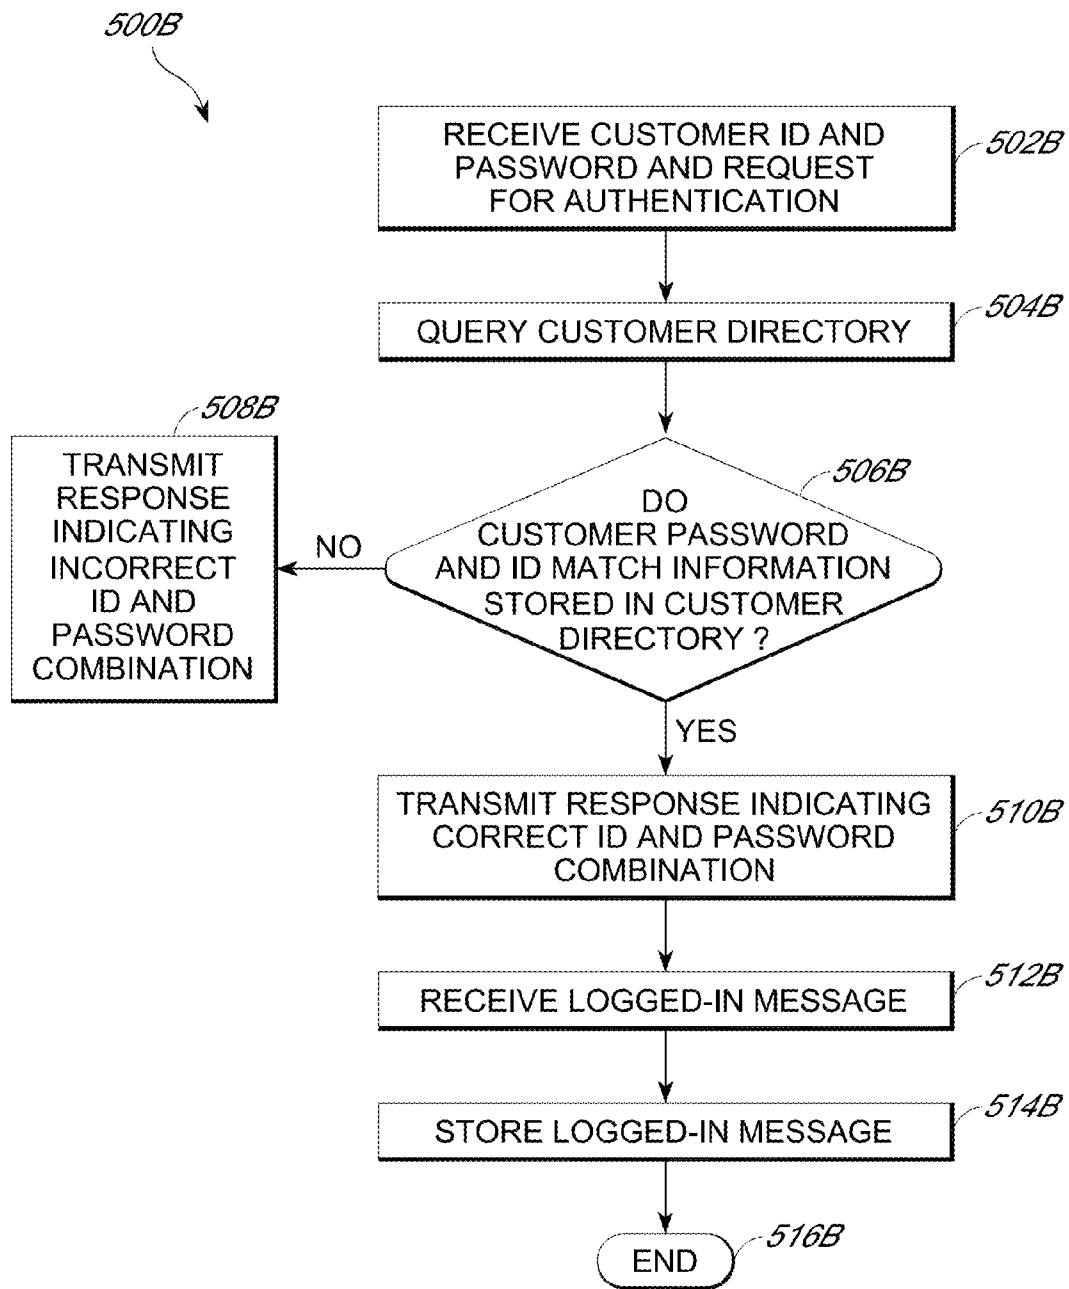 500B
RECEIVE CUSTOMER ID AND
PASSWORD AND REQUEST
FOR AUTHENTICATION
502B
QUERY CUSTOMER DIRECTORY
504B
DO
CUSTOMER PASSWORD
AND ID MATCH INFORMATION
STORED IN CUSTOMER
DIRECTORY ?
506B
NO
508B
TRANSMIT
RESPONSE
INDICATING
INCORRECT
ID AND
PASSWORD
COMBINATION
YES
TRANSMIT RESPONSE INDICATING
CORRECT ID AND PASSWORD
COMBINATION
510B
RECEIVE LOGGED-IN MESSAGE
512B
STORE LOGGED-IN MESSAGE
514B
END
516B